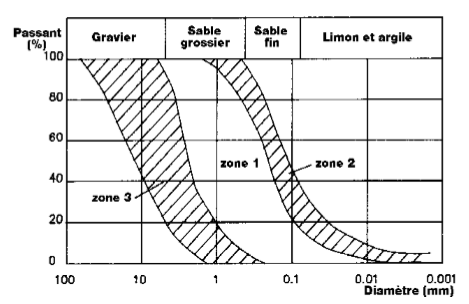 Passant
(%)
Gravier
Sable
grossier
Sable
fin
Limon et argile
100
80
60
40
20
0
zone 1
zone 2
zone 3
100
10
1
0.1
0.01
0.001
Diamètre (mm)